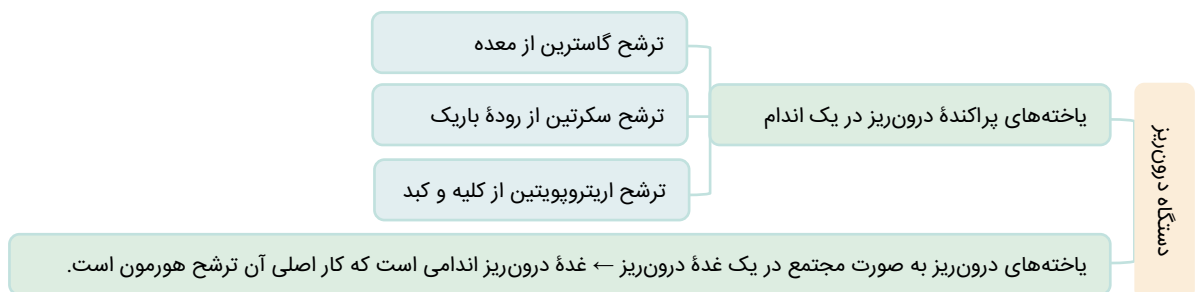 دستگاه درون‌ریز
یاخته‌های پراکندهٔ درون‌ریز در یک اندام
ترشح گاسترین از معده
ترشح سکرتین از رودهٔ باریک
ترشح اریتروپویتین از کلیه و کبد
یاخته‌های درون‌ریز به صورت مجتمع در یک غدهٔ درون‌ریز ← غدهٔ درون‌ریز اندامی است که کار اصلی آن ترشح هورمون است.